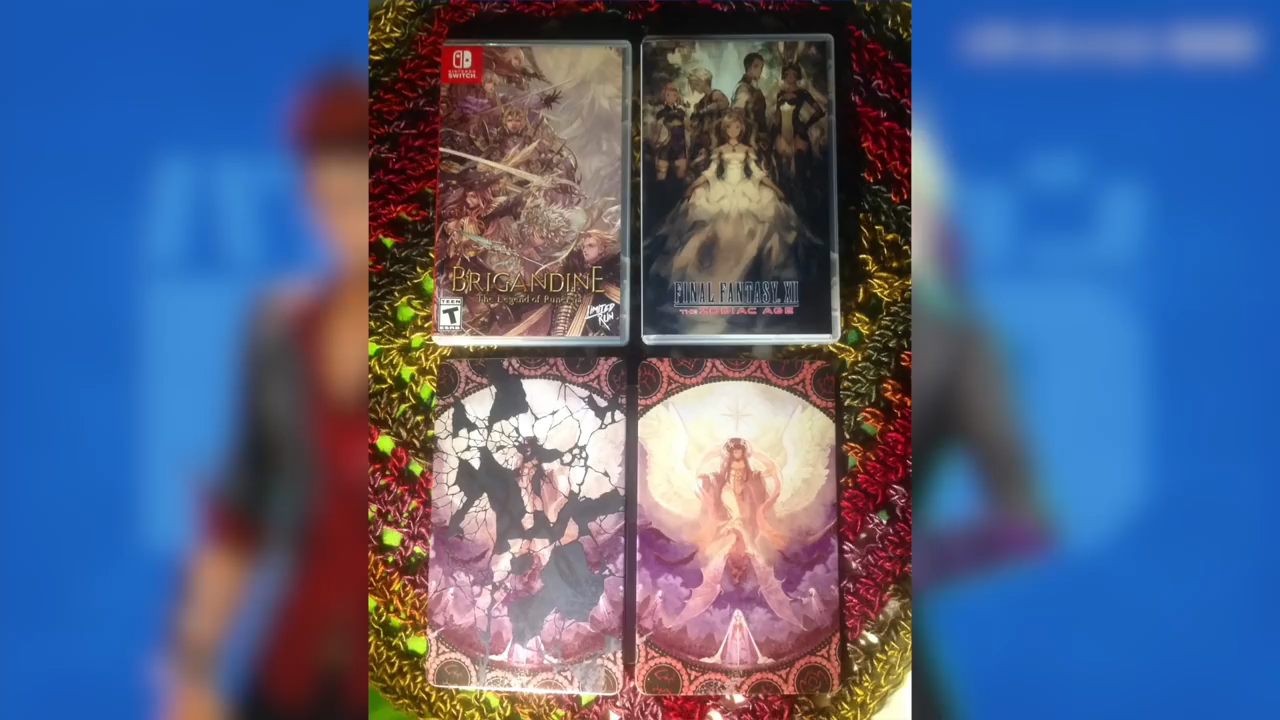 NINTENDO
SWITCH
BRIGANDINE
The Legend of Runersia
TEEN
T
ESRB
LIMITED
RUN
FINAL FANTASY XII
THE ZODIAC AGE